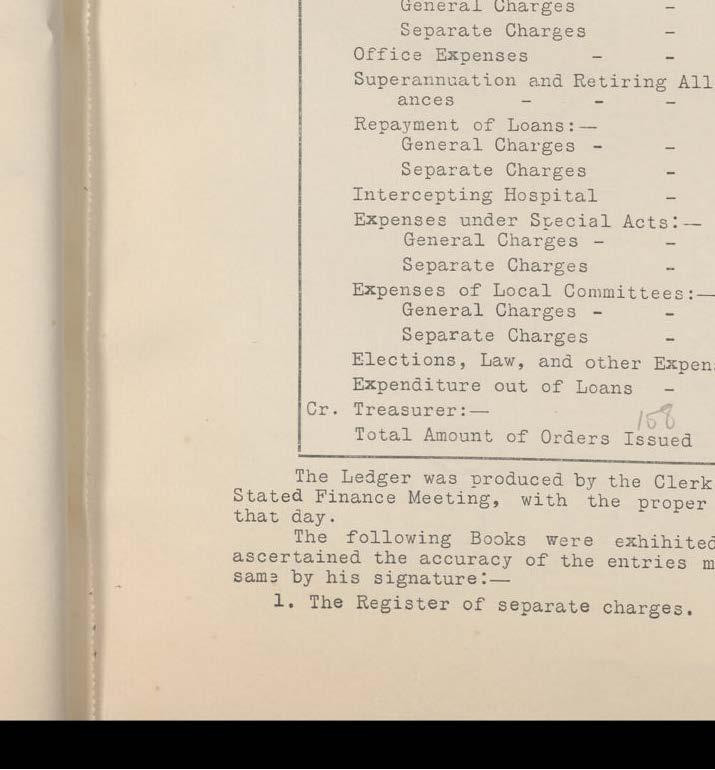 General Charges -
Separate Charges -
Office Expenses - -
Superannuation and Retiring All
ances - - -
Repayment of Loans:—
General Charges - -
Separate Charges -
Intercepting Hospital -
Expenses under Special Acts:—
General Charges - -
Separate Charges -
Expenses of Local Committees:—
General Charges - -
Separate Charges -
Elections, Law, and other Expen
Expenditure out of Loans -
Cr. Treasurer:—
158
Total Amount of Orders Issued
The Ledger was produced by the Clerk
Stated Finance Meeting, with the proper
that day.
The following Books were exhihited
ascertained the accuracy of the entries m
same by his signature:—
1. The Register of separate charges.